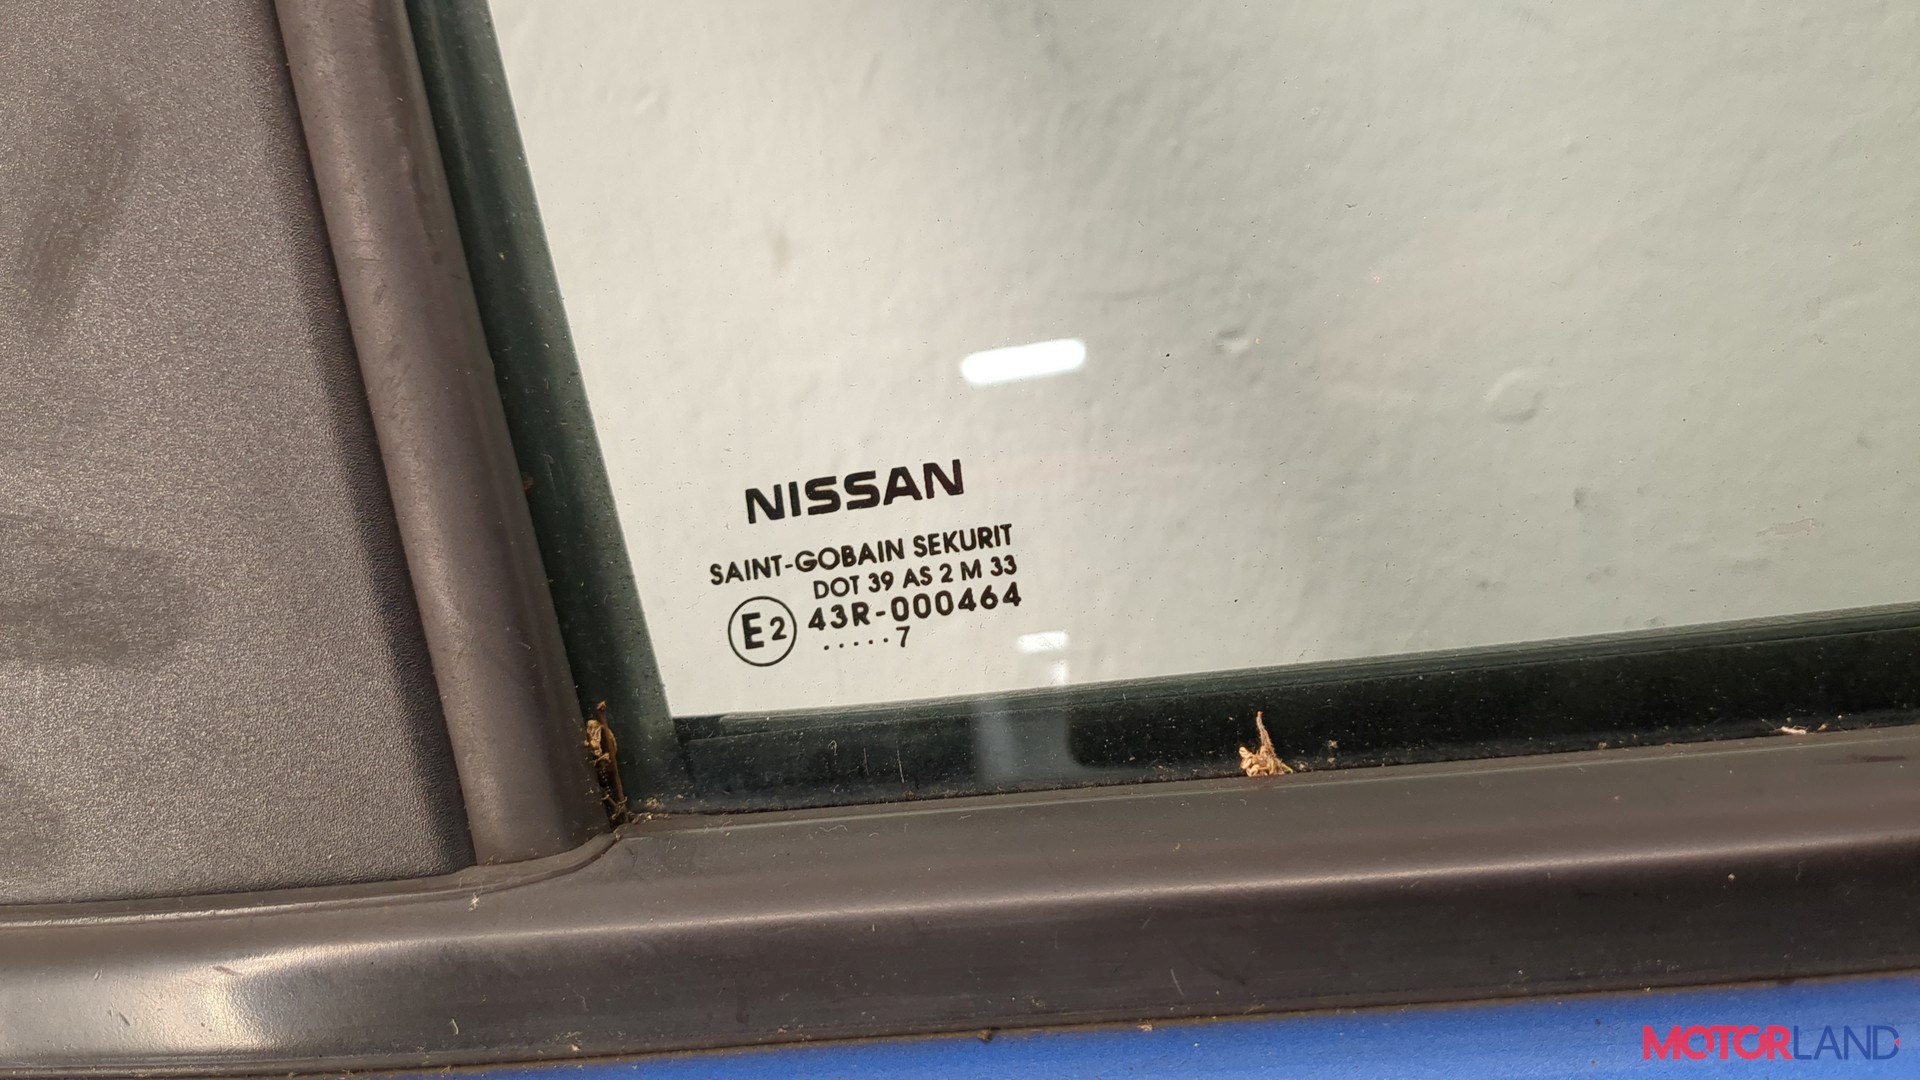 NISSAN
SAINT-GOBAIN SEKURIT
DOT 39 AS 2 M 33
E2 43R-000464
.....7
MOTORLAND